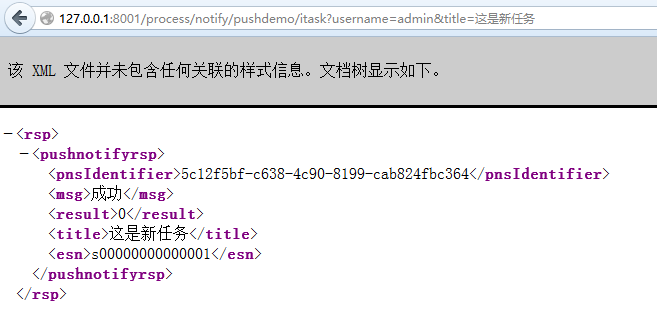 127.0.0.1:8001/process/notify/pushdemo/itask?username=admin&title=这是新任务
该 XML 文件并未包含任何关联的样式信息。文档树显示如下。
−<rsp>
−<pushnotifyrsp>
<pnsIdentifier>5c12f5bf-c638-4c90-8199-cab824fbc364</pnsIdentifier>
<msg>成功</msg>
<result>0</result>
<title>这是新任务</title>
<esn>s00000000000001</esn>
</pushnotifyrsp>
</rsp>